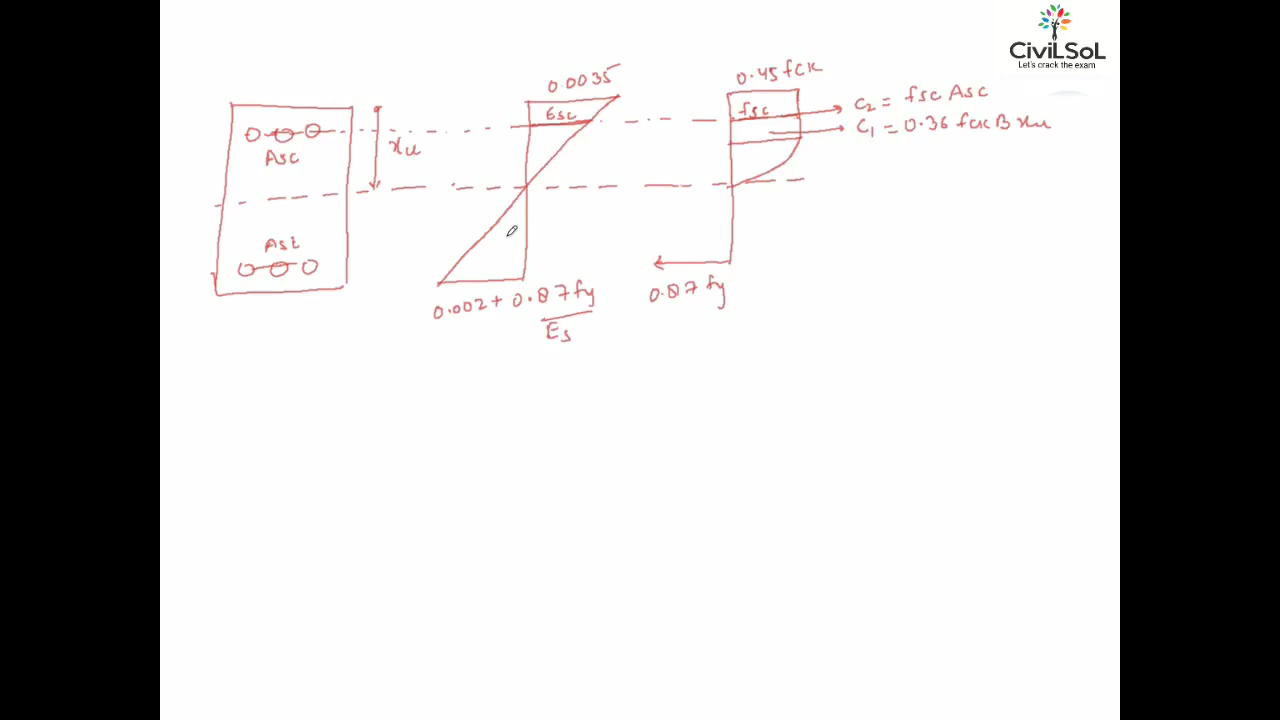 CiviLSoL
Let's crack the exam
0.0035
0.45 fck
Esc
fsc
C2 = fsc Asc
C1 = 0.36 fck B xu
Asc
xu
Ast
0.002 + 0.87 fy
Es
0.87 fy